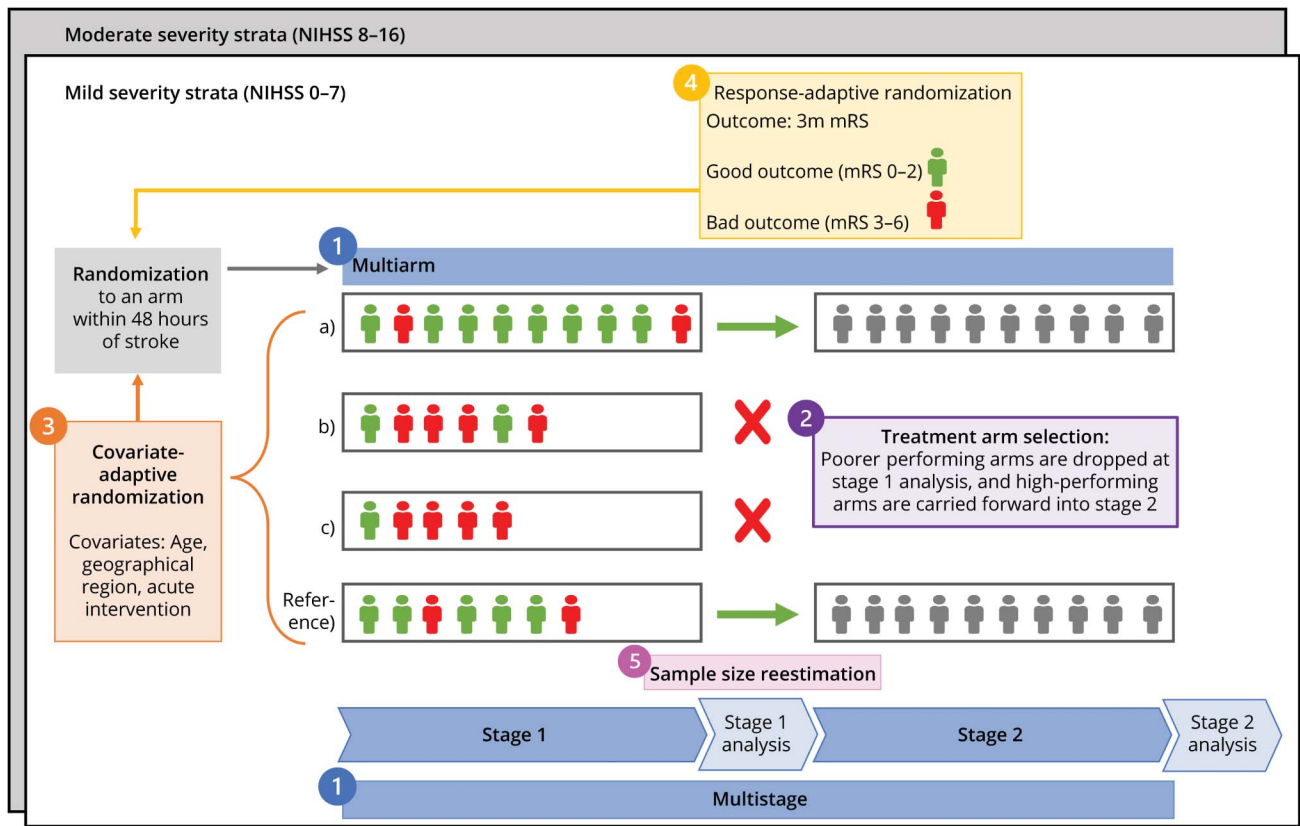 Moderate severity strata (NIHSS 8–16)
Mild severity strata (NIHSS 0–7)
4
Response-adaptive randomization
Outcome: 3m mRS
Good outcome (mRS 0–2)
Bad outcome (mRS 3–6)
Randomization
to an arm
within 48 hours
of stroke
1
Multiarm
a)
b)
c)
Refer-
ence)
3
Covariate-
adaptive
randomization
Covariates: Age,
geographical
region, acute
intervention
2
Treatment arm selection:
Poorer performing arms are dropped at
stage 1 analysis, and high-performing
arms are carried forward into stage 2
5
Sample size reestimation
Stage 1
Stage 1
analysis
Stage 2
Stage 2
analysis
1
Multistage